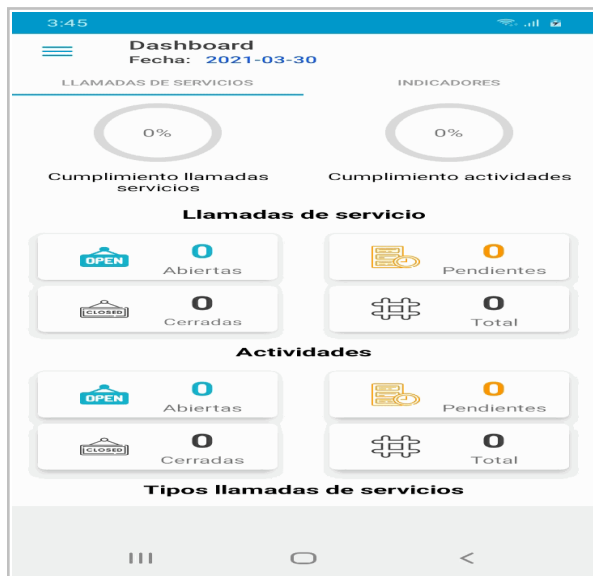 3:45
Dashboard
Fecha: 2021-03-30
LLAMADAS DE SERVICIOS INDICADORES
0% 0%
Cumplimiento llamadas servicios
Cumplimiento actividades
Llamadas de servicio
OPEN 0 Abiertas
0 Pendientes
CLOSED 0 Cerradas
0 Total
Actividades
OPEN 0 Abiertas
0 Pendientes
CLOSED 0 Cerradas
0 Total
Tipos llamadas de servicios